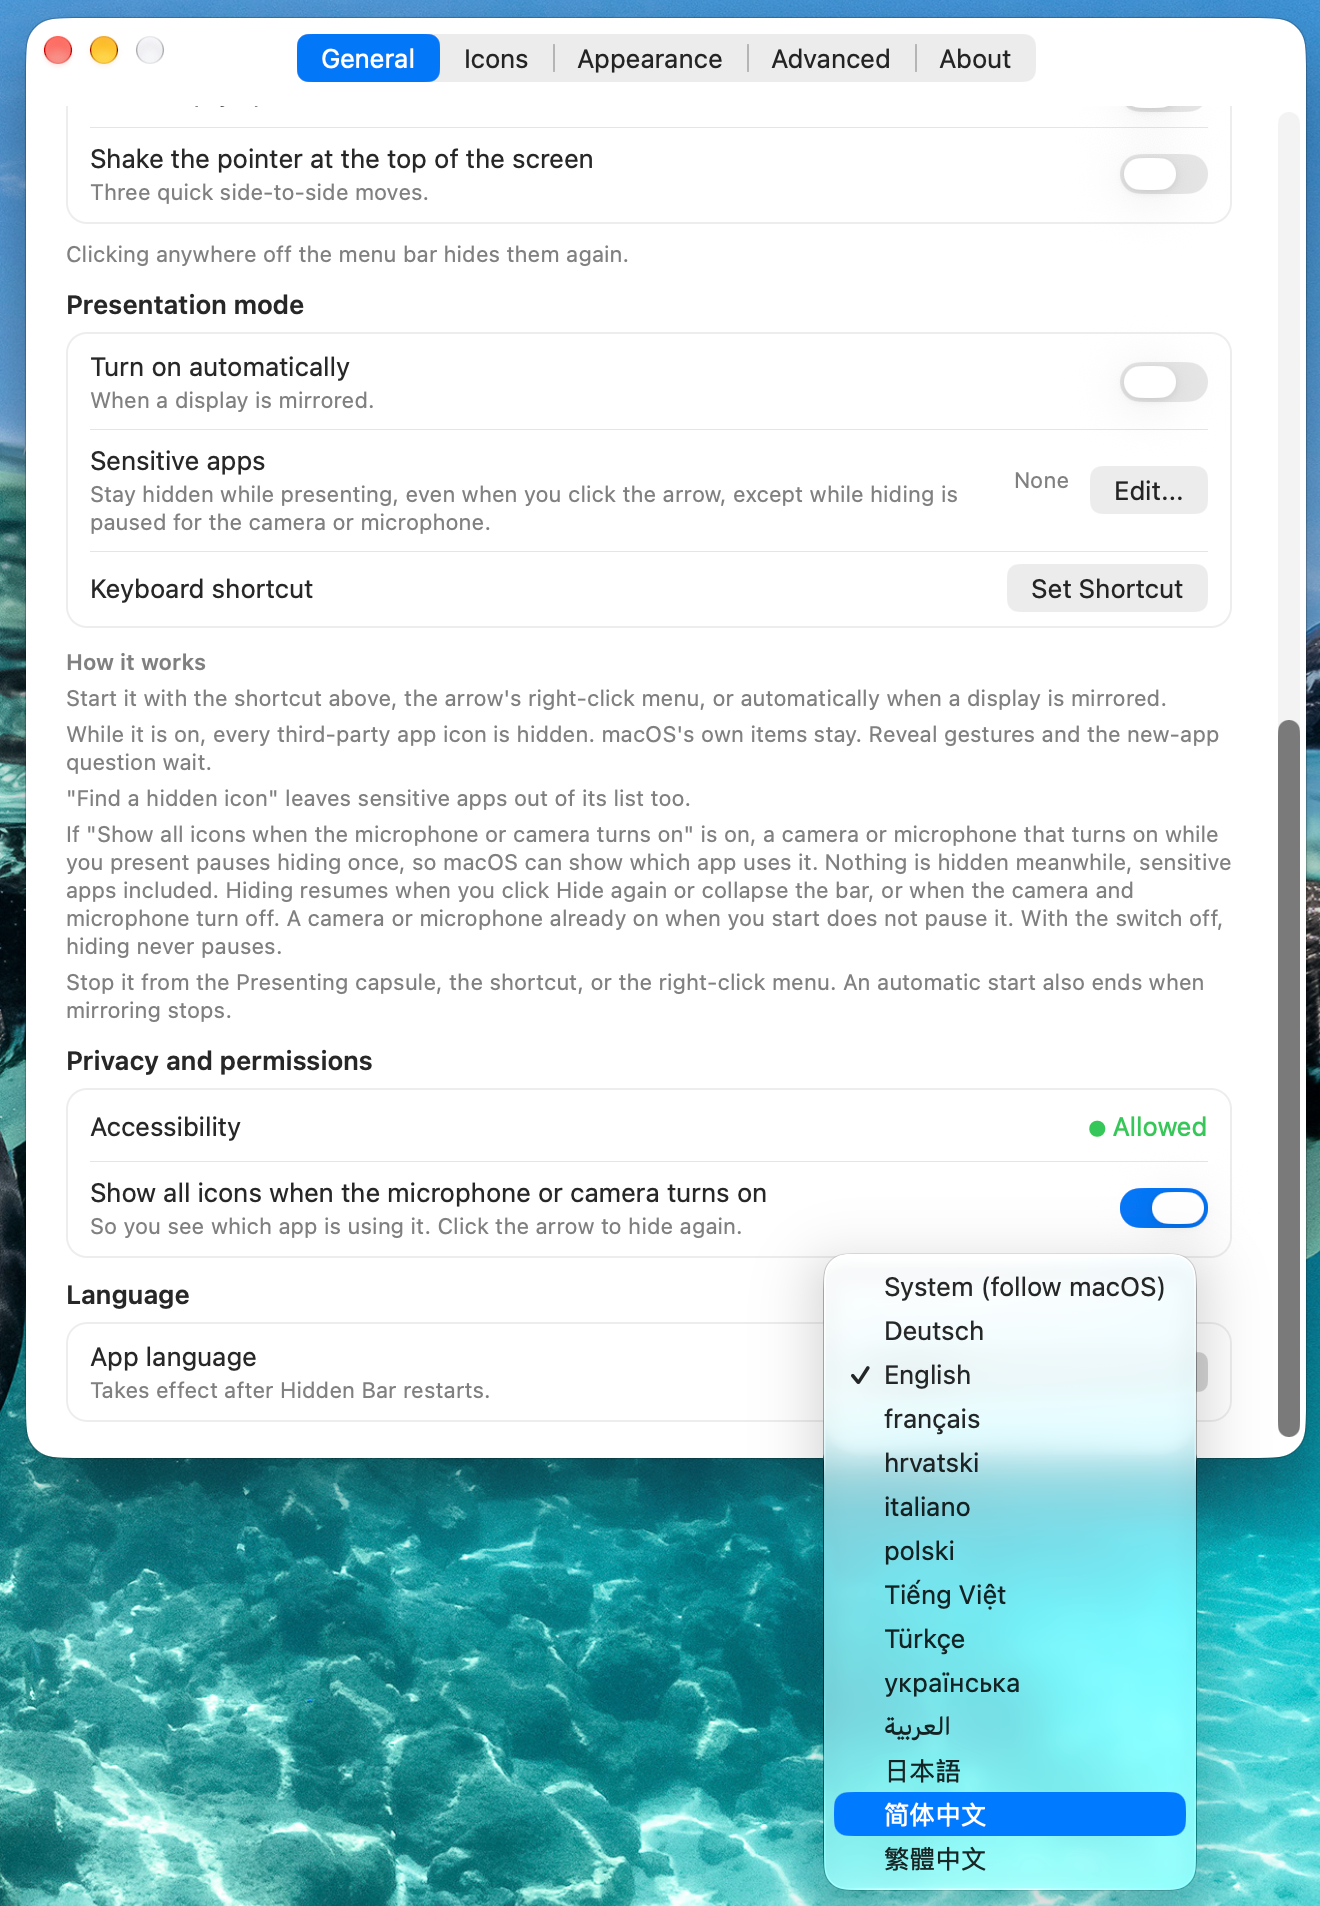 General
Icons
Appearance
Advanced
About
Shake the pointer at the top of the screen
Three quick side-to-side moves.
Clicking anywhere off the menu bar hides them again.
Presentation mode
Turn on automatically
When a display is mirrored.
Sensitive apps
Stay hidden while presenting, even when you click the arrow, except while hiding is
paused for the camera or microphone.
None
Edit...
Keyboard shortcut
Set Shortcut
How it works
Start it with the shortcut above, the arrow's right-click menu, or automatically when a display is mirrored.
While it is on, every third-party app icon is hidden. macOS's own items stay. Reveal gestures and the new-app
question wait.
"Find a hidden icon" leaves sensitive apps out of its list too.
If "Show all icons when the microphone or camera turns on" is on, a camera or microphone that turns on while
you present pauses hiding once, so macOS can show which app uses it. Nothing is hidden meanwhile, sensitive
apps included. Hiding resumes when you click Hide again or collapse the bar, or when the camera and
microphone turn off. A camera or microphone already on when you start does not pause it. With the switch off,
hiding never pauses.
Stop it from the Presenting capsule, the shortcut, or the right-click menu. An automatic start also ends when
mirroring stops.
Privacy and permissions
Accessibility
Allowed
Show all icons when the microphone or camera turns on
So you see which app is using it. Click the arrow to hide again.
Language
App language
Takes effect after Hidden Bar restarts.
System (follow macOS)
Deutsch
✓ English
français
hrvatski
italiano
polski
Tiếng Việt
Türkçe
українська
العربية
日本語
简体中文
繁體中文